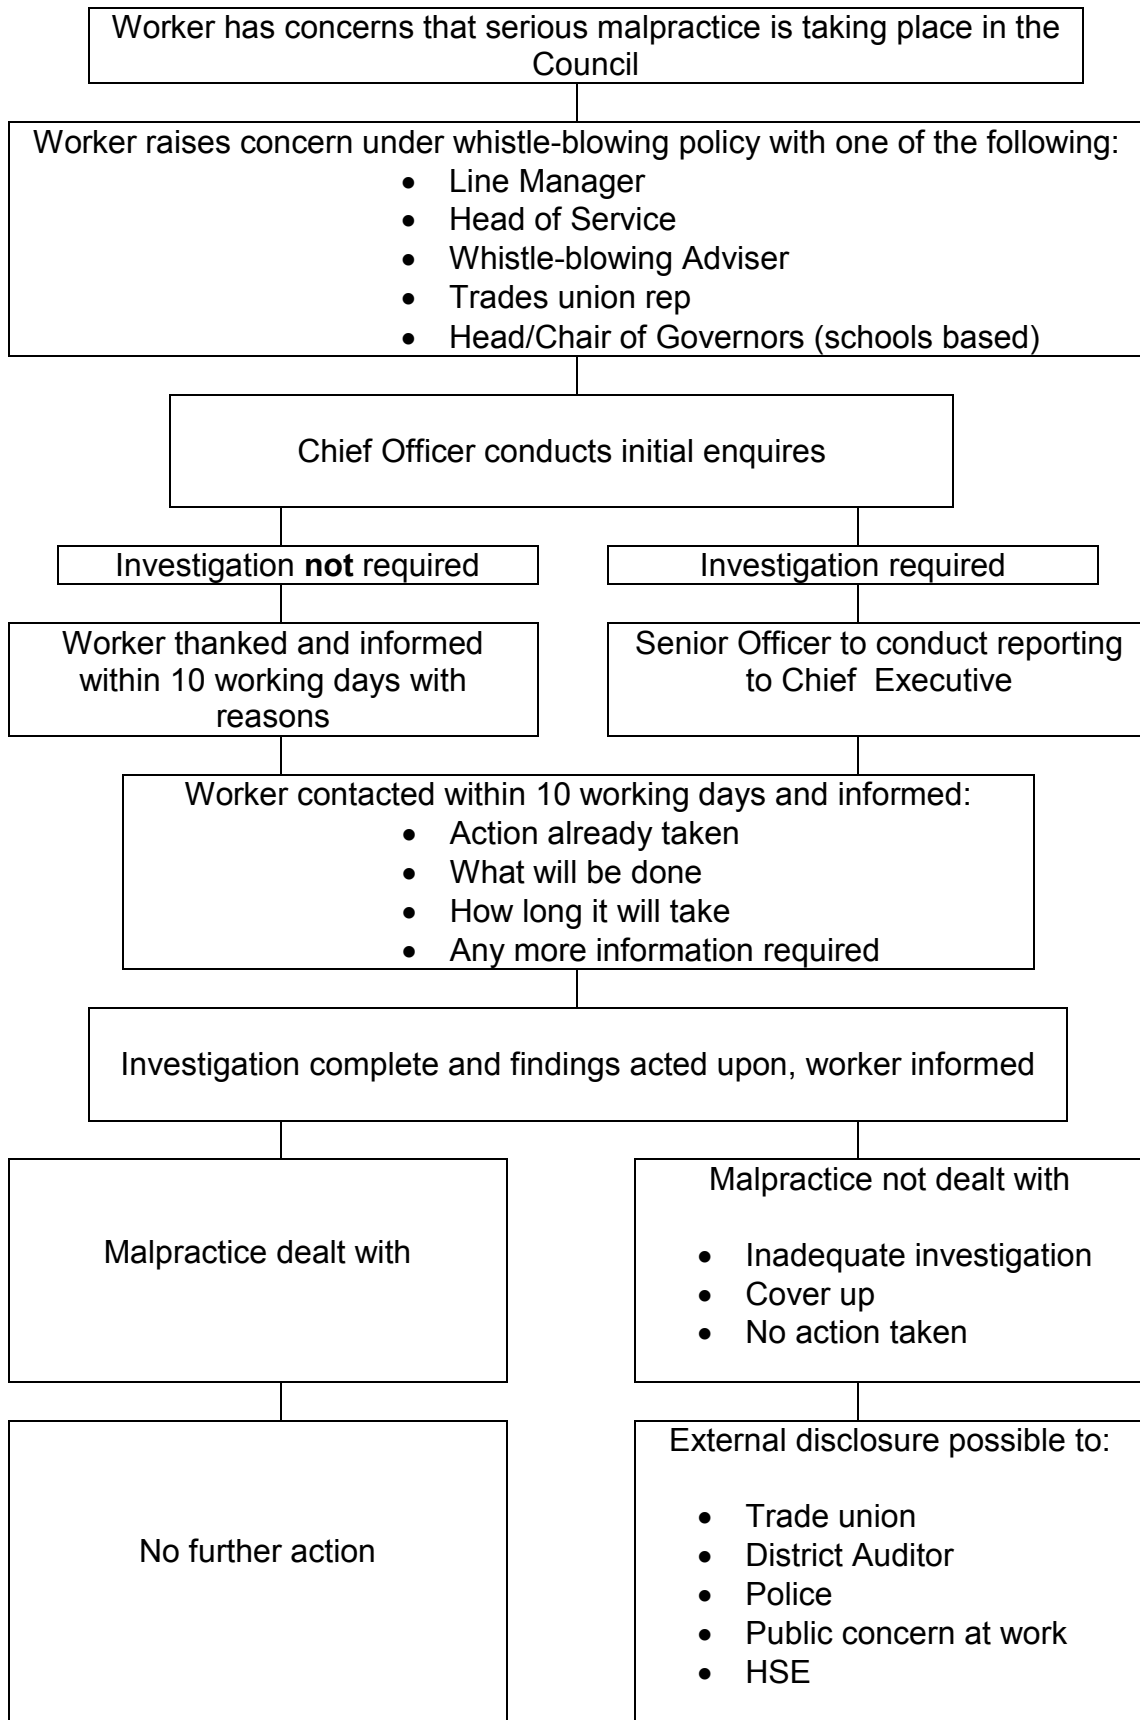 Worker has concerns that serious malpractice is taking place in the
Council
Worker raises concern under whistle-blowing policy with one of the following:
• Line Manager
• Head of Service
• Whistle-blowing Adviser
• Trades union rep
• Head/Chair of Governors (schools based)
Chief Officer conducts initial enquires
Investigation not required
Investigation required
Worker thanked and informed
within 10 working days with
reasons
Senior Officer to conduct reporting
to Chief Executive
Worker contacted within 10 working days and informed:
• Action already taken
• What will be done
• How long it will take
• Any more information required
Investigation complete and findings acted upon, worker informed
Malpractice dealt with
Malpractice not dealt with
• Inadequate investigation
• Cover up
• No action taken
No further action
External disclosure possible to:
• Trade union
• District Auditor
• Police
• Public concern at work
• HSE